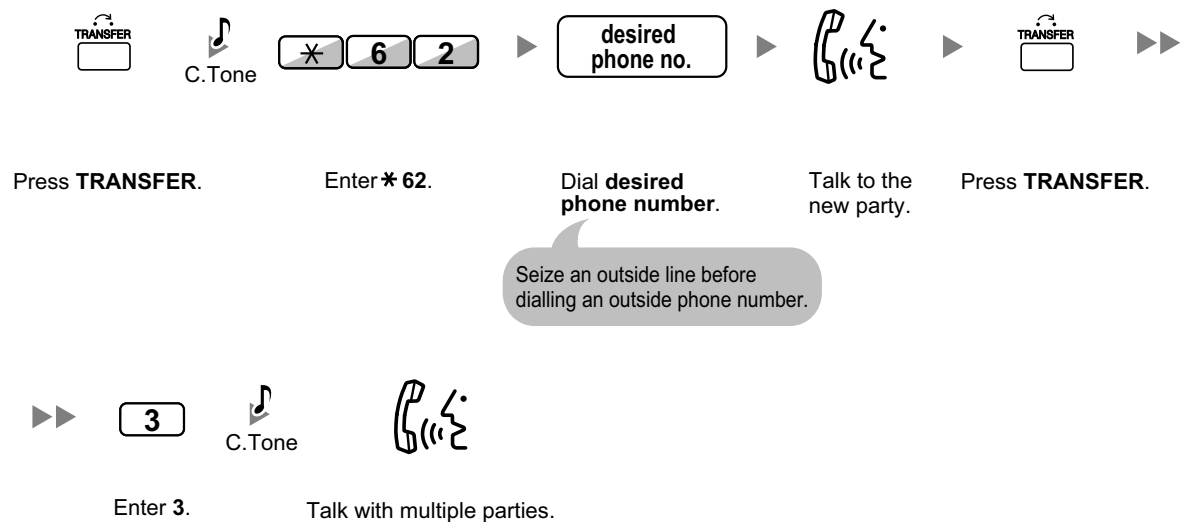 TRANSFER
C.Tone
* 6 2
desired
phone no.
TRANSFER
Press TRANSFER.
Enter * 62.
Dial desired
phone number.
Talk to the
new party.
Press TRANSFER.
Seize an outside line before
dialling an outside phone number.
3
C.Tone
Enter 3.
Talk with multiple parties.